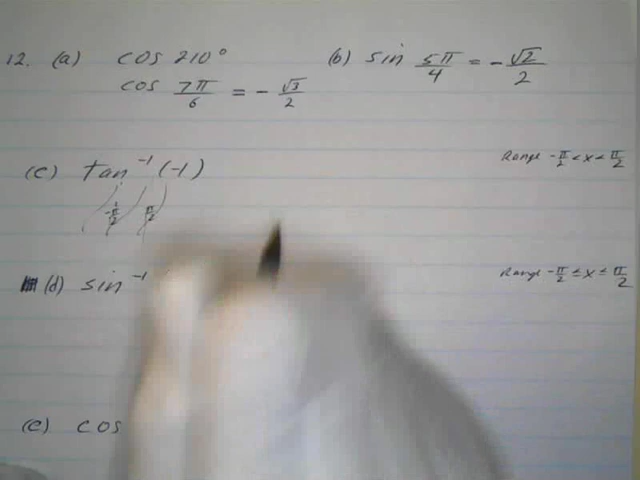 12. (a) cos 210° (b) sin 5π/4 = - √2/2
cos 7π/6 = - √3/2
(c) tan⁻¹ (-1) Range -π/2 < x < π/2
-π/2 π/2
(d) sin⁻¹ Range -π/2 ≤ x ≤ π/2
(e) cos